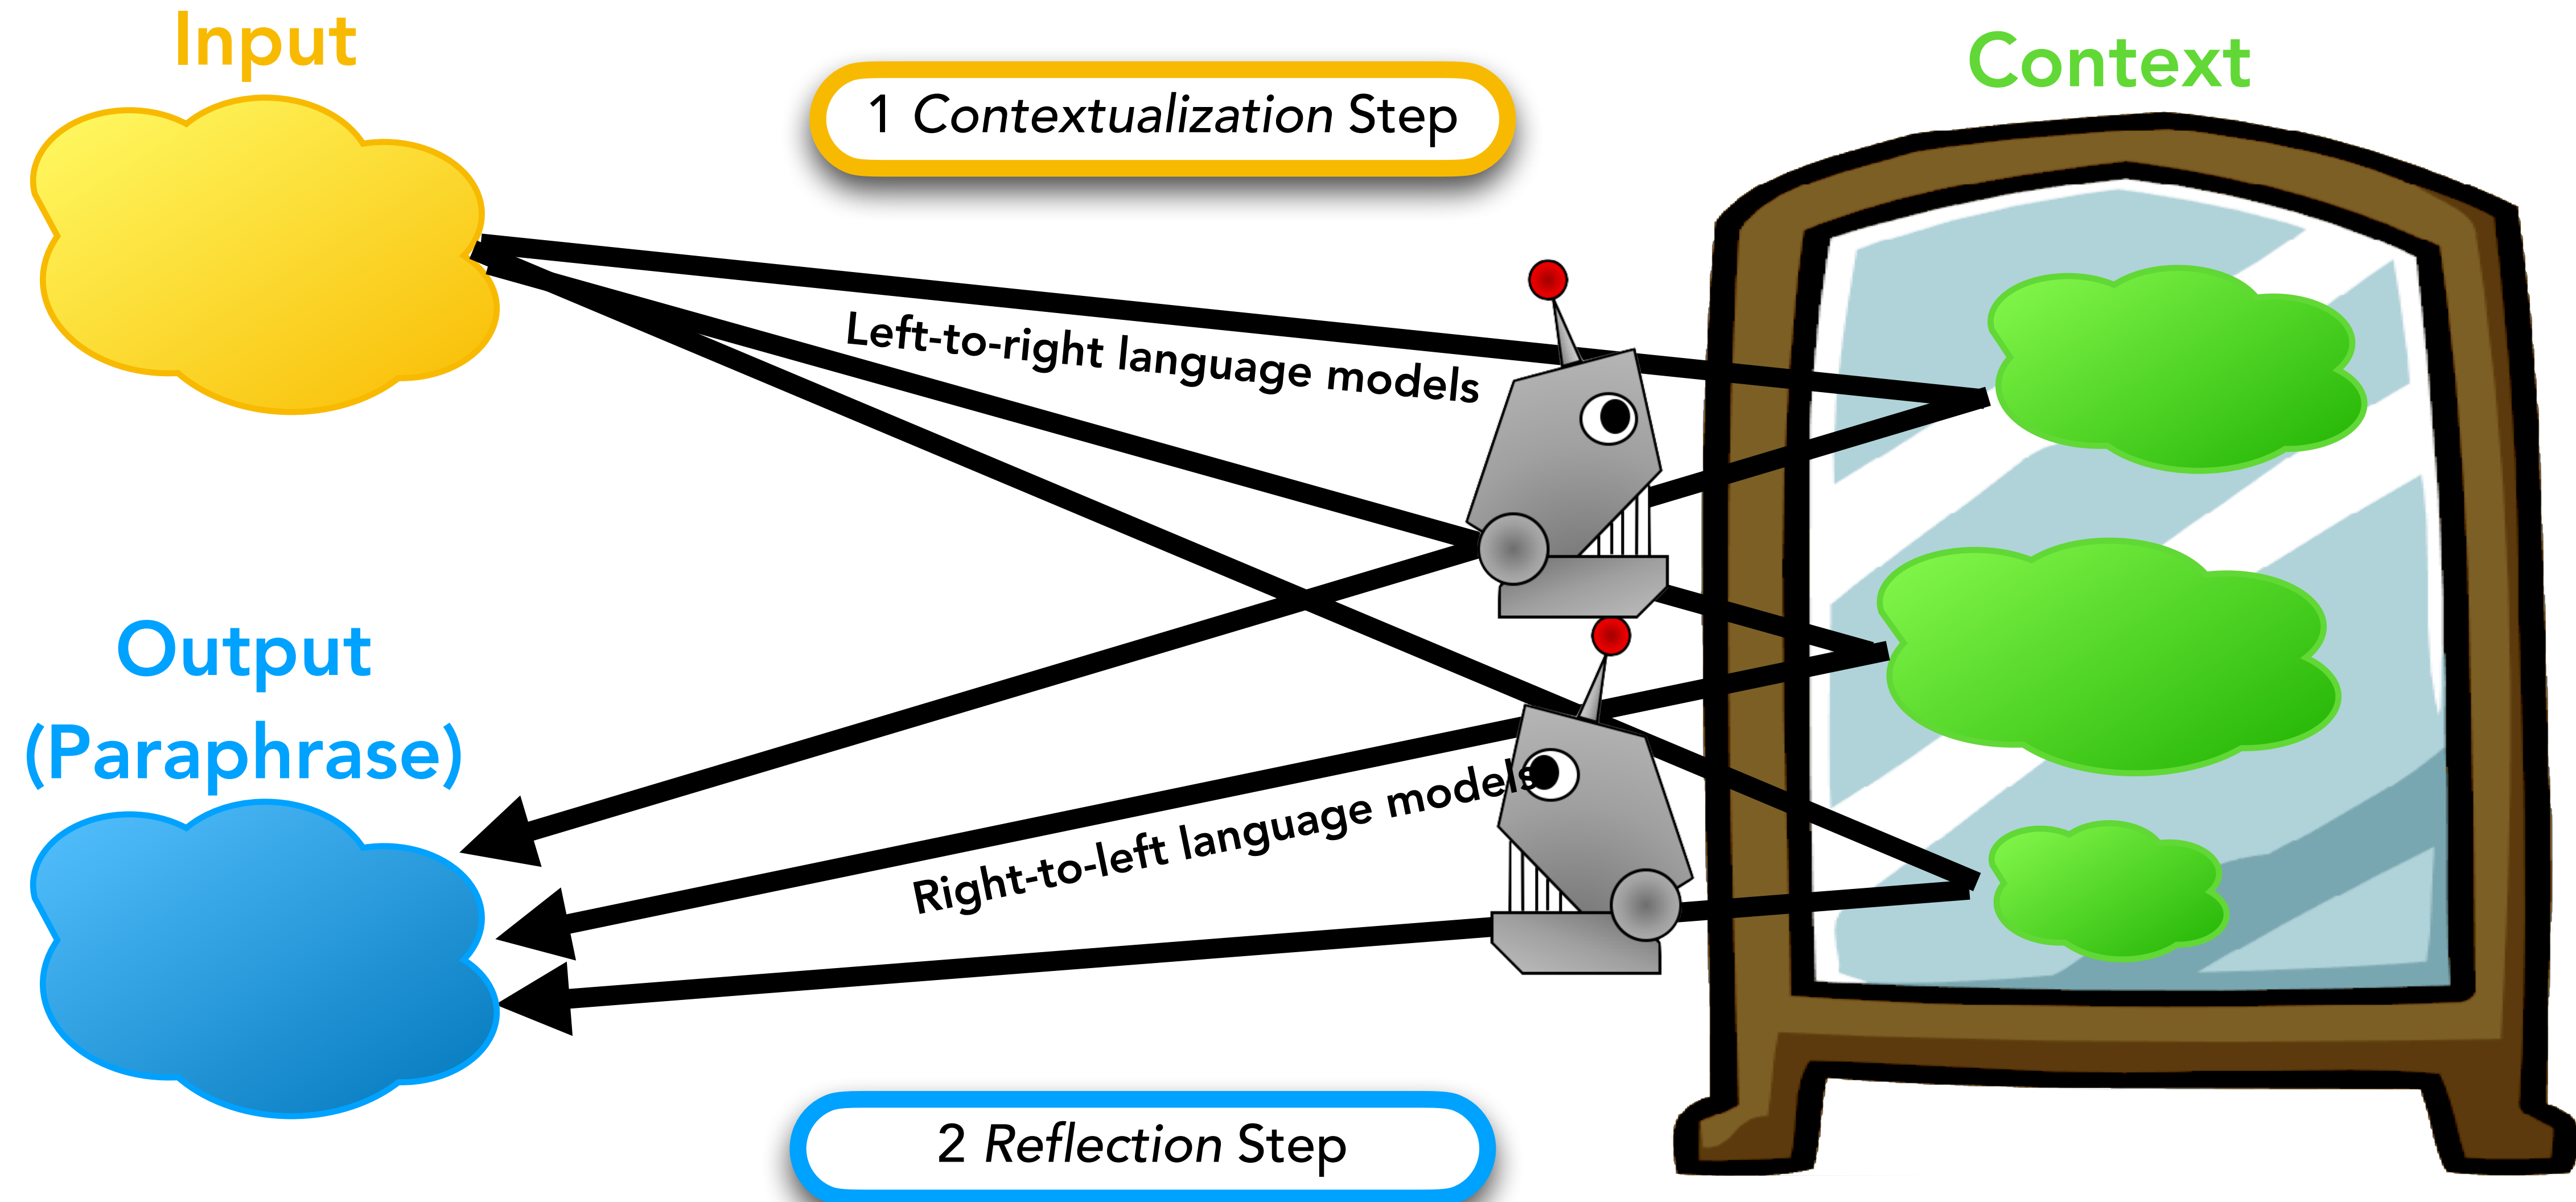 Input
1 Contextualization Step
Context
Left-to-right language models
Output
(Paraphrase)
Right-to-left language models
2 Reflection Step